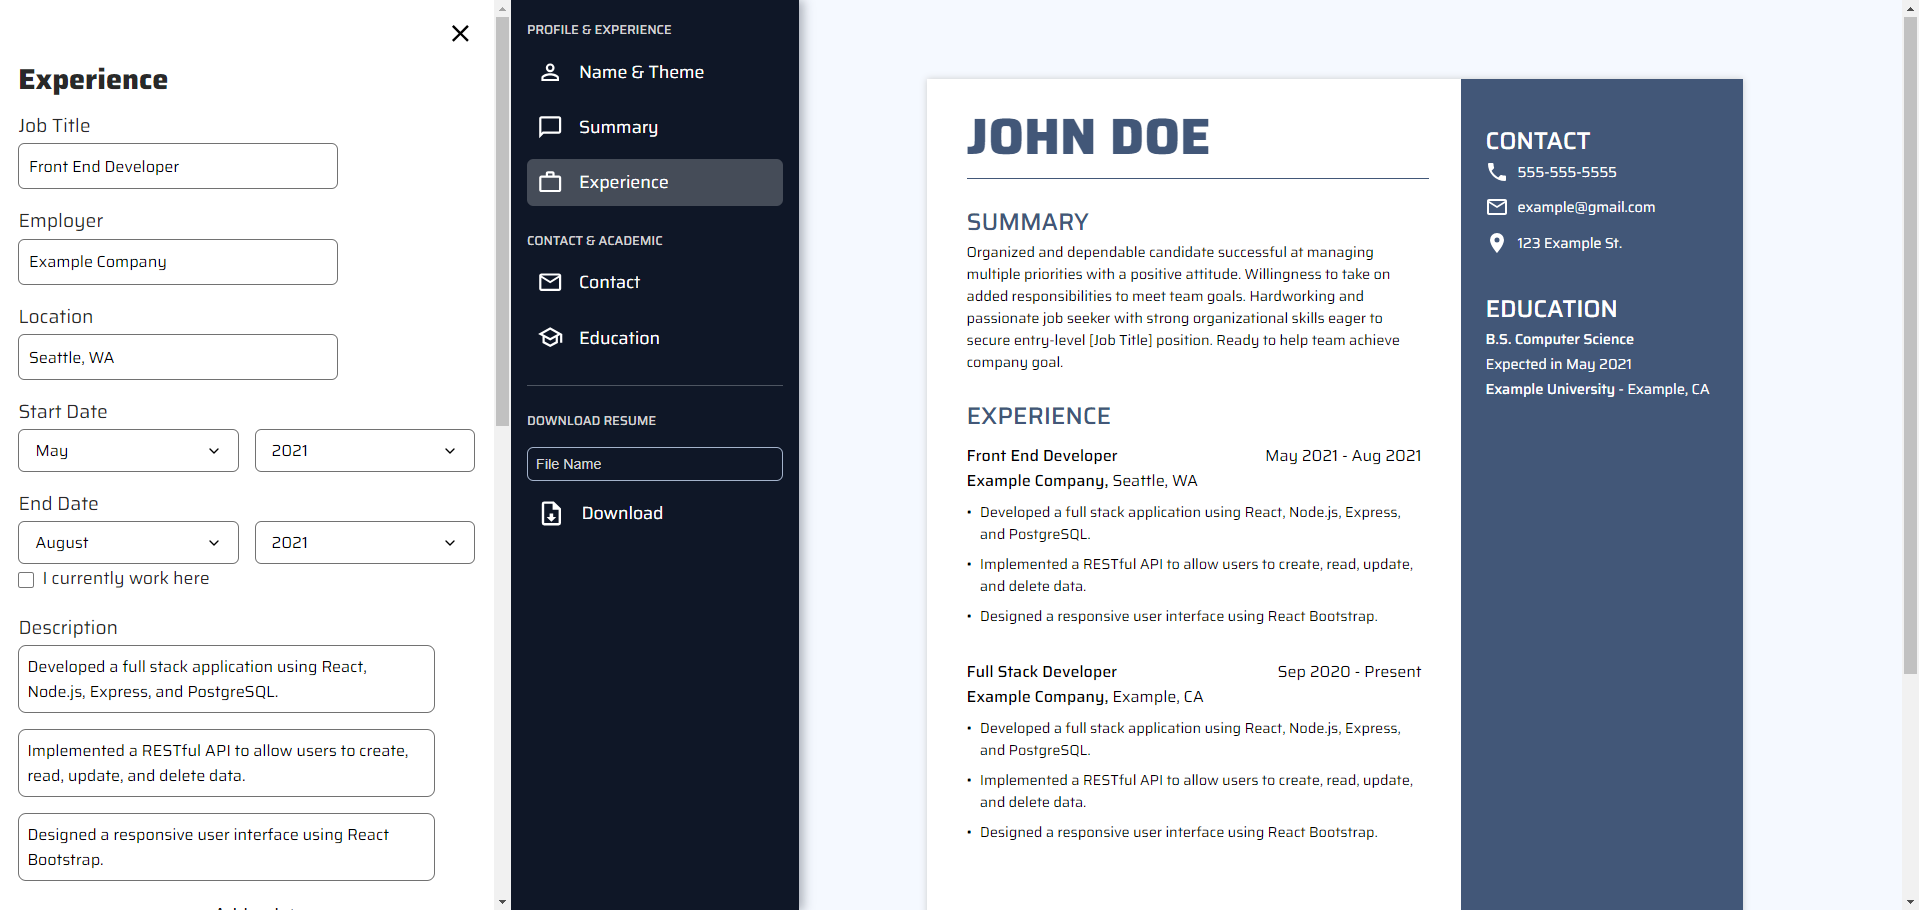 Experience
Job Title
Front End Developer
Employer
Example Company
Location
Seattle, WA
Start Date
May
2021
End Date
August
2021
I currently work here
Description
Developed a full stack application using React,
Node.js, Express, and PostgreSQL.
Implemented a RESTful API to allow users to create,
read, update, and delete data.
Designed a responsive user interface using React
Bootstrap.
PROFILE & EXPERIENCE
Name & Theme
Summary
Experience
CONTACT & ACADEMIC
Contact
Education
DOWNLOAD RESUME
File Name
Download
JOHN DOE
SUMMARY
Organized and dependable candidate successful at managing
multiple priorities with a positive attitude. Willingness to take on
added responsibilities to meet team goals. Hardworking and
passionate job seeker with strong organizational skills eager to
secure entry-level [Job Title] position. Ready to help team achieve
company goal.
EXPERIENCE
Front End Developer May 2021 - Aug 2021
Example Company, Seattle, WA
• Developed a full stack application using React, Node.js, Express,
and PostgreSQL.
• Implemented a RESTful API to allow users to create, read, update,
and delete data.
• Designed a responsive user interface using React Bootstrap.
Full Stack Developer Sep 2020 - Present
Example Company, Example, CA
• Developed a full stack application using React, Node.js, Express,
and PostgreSQL.
• Implemented a RESTful API to allow users to create, read, update,
and delete data.
• Designed a responsive user interface using React Bootstrap.
CONTACT
555-555-5555
example@gmail.com
123 Example St.
EDUCATION
B.S. Computer Science
Expected in May 2021
Example University - Example, CA